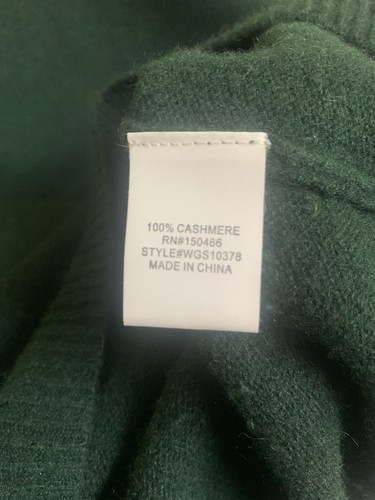 100% CASHMERE
RN#150466
STYLE#WGS10378
MADE IN CHINA